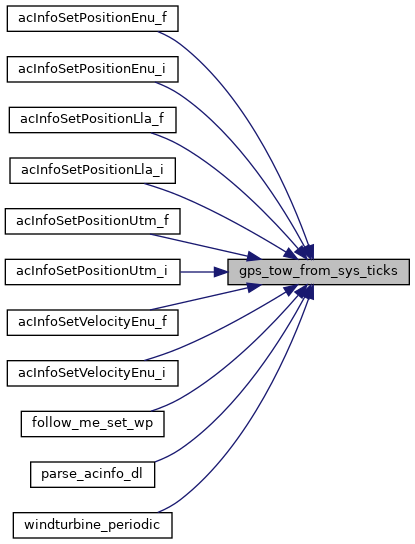 acInfoSetPositionEnu_f
acInfoSetPositionEnu_i
acInfoSetPositionLla_f
acInfoSetPositionLla_i
acInfoSetPositionUtm_f
acInfoSetPositionUtm_i
gps_tow_from_sys_ticks
acInfoSetVelocityEnu_f
acInfoSetVelocityEnu_i
follow_me_set_wp
parse_acinfo_dl
windturbine_periodic